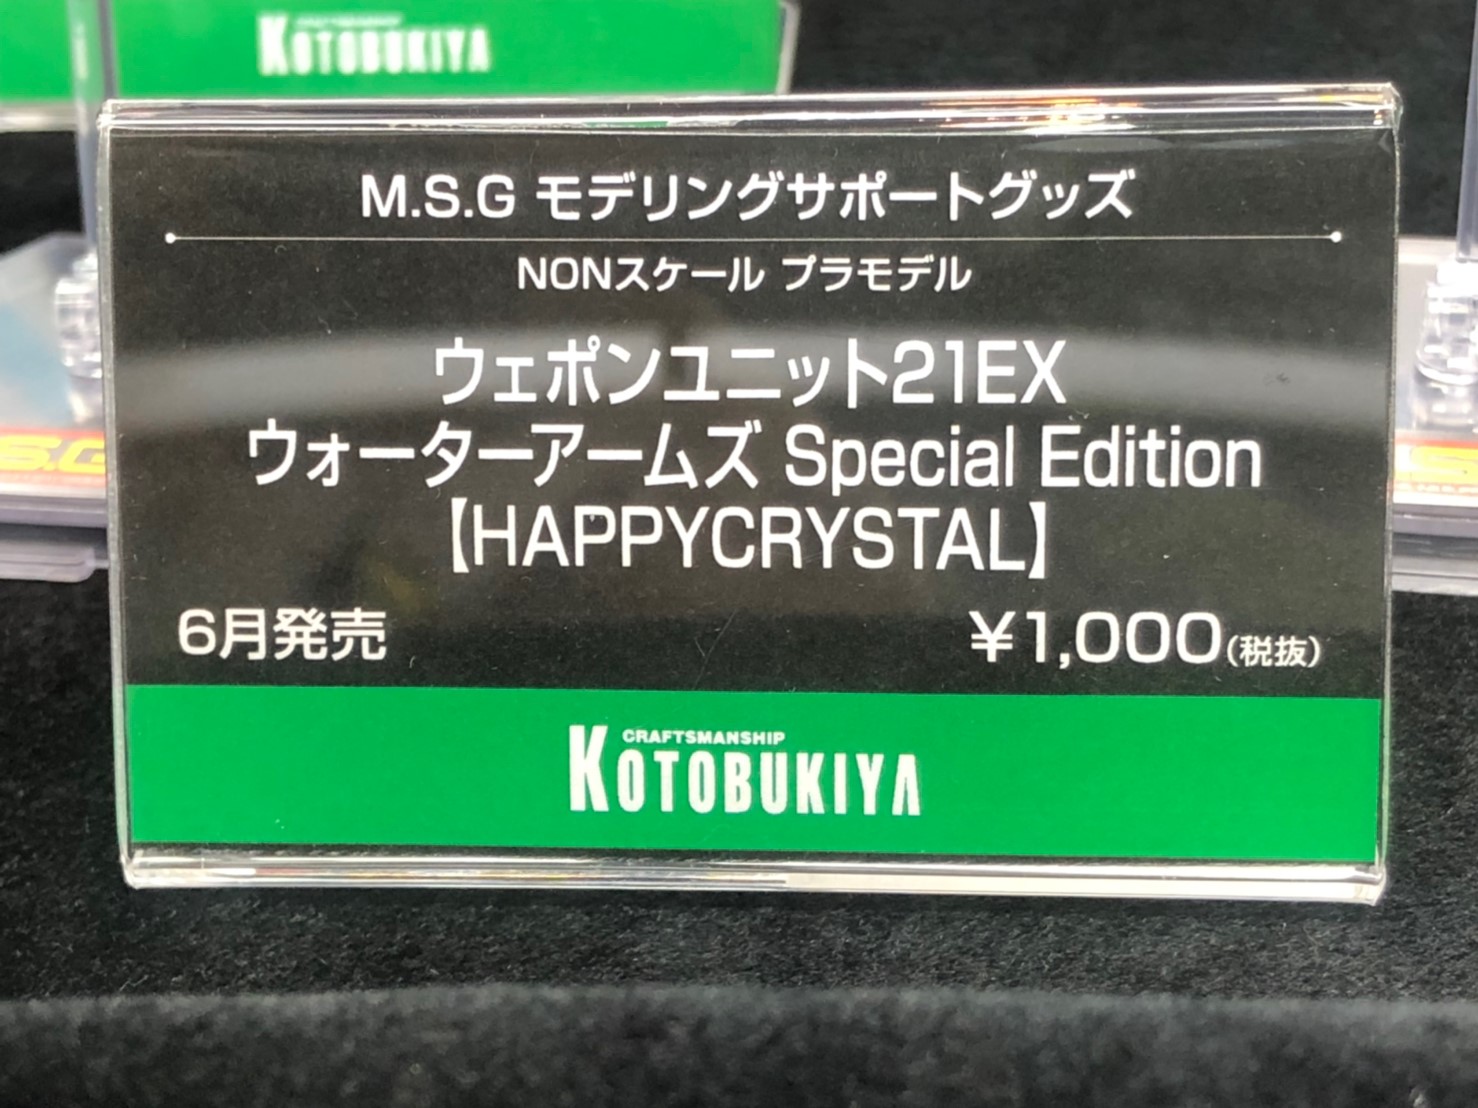 KOTOBUKIYA
M.S.G モデリングサポートグッズ
NONスケール プラモデル
ウェポンユニット21EX
ウォーターアームズ Special Edition
【HAPPYCRYSTAL】
6月発売
¥1,000(税抜)
CRAFTSMANSHIP
KOTOBUKIYA